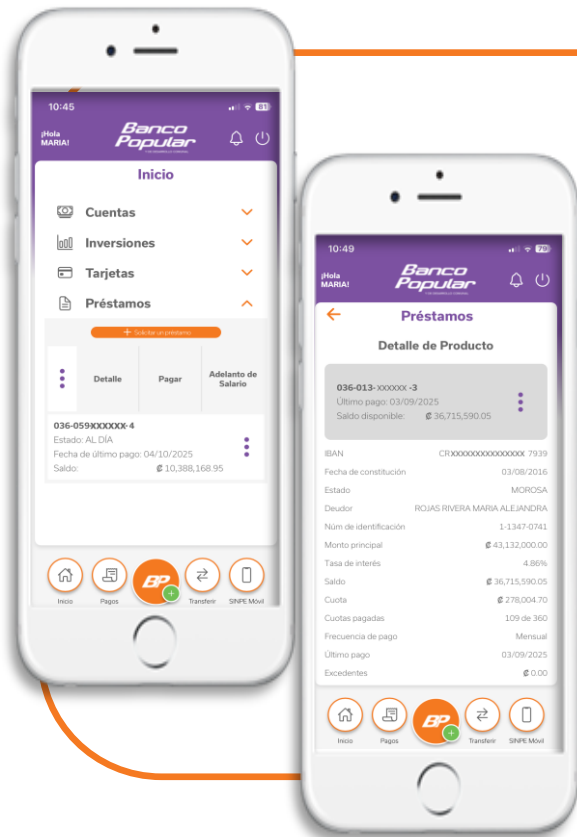 10:45
81
¡Hola
MARIA!
Banco
Popular
Inicio
Cuentas
Inversiones
Tarjetas
Préstamos
+ Solicitar un préstamo
Detalle
Pagar
Adelanto de
Salario
036-059XXXXXX-4
Estado: AL DÍA
Fecha de último pago: 04/10/2025
Saldo: ₡ 10,388,168.95
Inicio
Pagos
BP
Transferir
SINPE Móvil
10:49
79
¡Hola
MARIA!
Banco
Popular
Préstamos
Detalle de Producto
036-013-xxxxxx -3
Último pago: 03/09/2025
Saldo disponible: ₡ 36,715,590.05
IBAN CRXXXXXXXXXXXXXX 7939
Fecha de constitución 03/08/2016
Estado MOROSA
Deudor ROJAS RIVERA MARIA ALEJANDRA
Núm de identificación 1-1347-0741
Monto principal ₡ 43,132,000.00
Tasa de interés 4.86%
Saldo ₡ 36,715,590.05
Cuota ₡ 278,004.70
Cuotas pagadas 109 de 360
Frecuencia de pago Mensual
Último pago 03/09/2025
Excedentes ₡ 0.00
Inicio
Pagos
BP
Transferir
SINPE Móvil